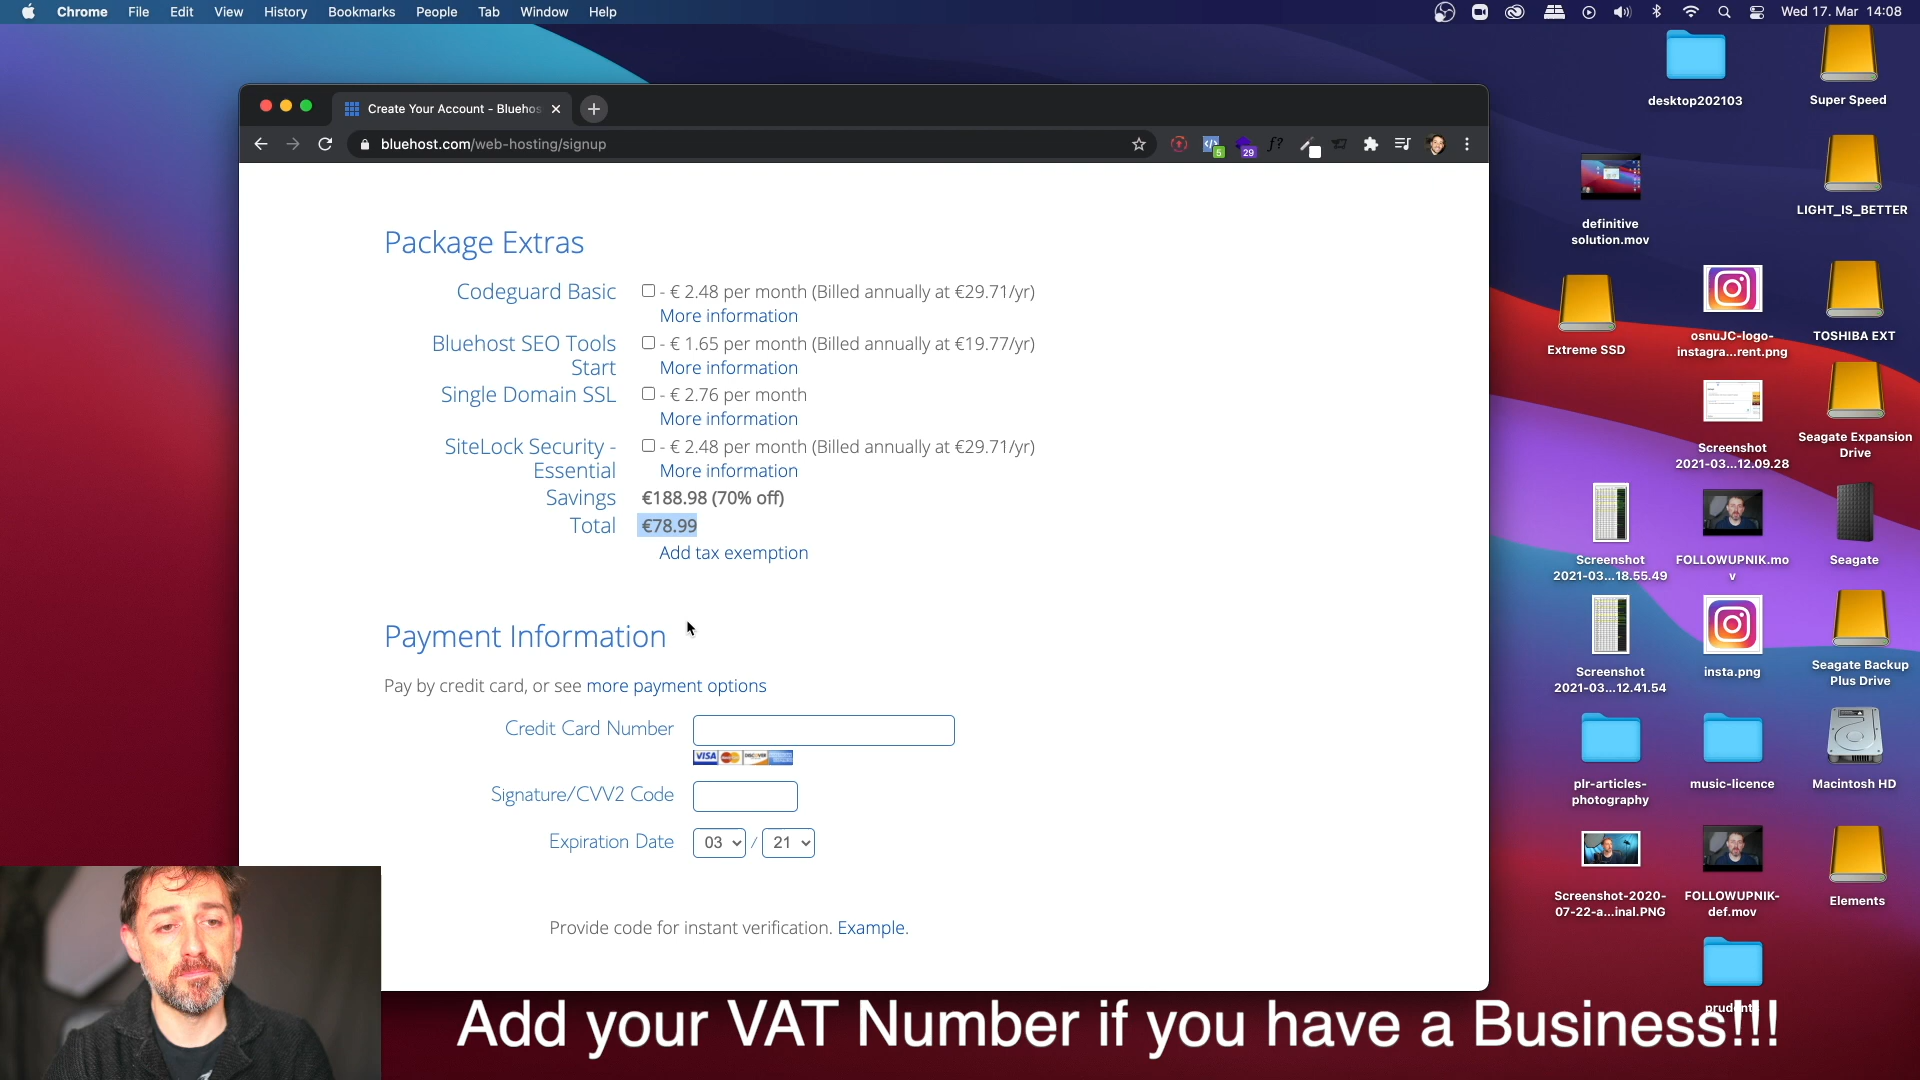 Chrome File Edit View History Bookmarks People Tab Window Help
Wed 17. Mar 14:08
Create Your Account - Bluehos
bluehost.com/web-hosting/signup
5
29
f?
Package Extras
Codeguard Basic - € 2.48 per month (Billed annually at €29.71/yr)
More information
Bluehost SEO Tools Start - € 1.65 per month (Billed annually at €19.77/yr)
More information
Single Domain SSL - € 2.76 per month
More information
SiteLock Security - Essential - € 2.48 per month (Billed annually at €29.71/yr)
More information
Savings €188.98 (70% off)
Total €78.99
Add tax exemption
Payment Information
Pay by credit card, or see more payment options
Credit Card Number
VISA
Signature/CVV2 Code
Expiration Date 03 / 21
Provide code for instant verification. Example.
Add your VAT Number if you have a Business!!!
desktop202103
Super Speed
definitive
solution.mov
LIGHT_IS_BETTER
Extreme SSD
osnuJC-logo-
instagra...rent.png
TOSHIBA EXT
Screenshot
2021-03...12.09.28
Seagate Expansion
Drive
Screenshot
2021-03...18.55.49
FOLLOWUPNIK.mo
v
Seagate
Screenshot
2021-03...12.41.54
insta.png
Seagate Backup
Plus Drive
plr-articles-
photography
music-licence
Macintosh HD
Screenshot-2020-
07-22-a...inal.PNG
FOLLOWUPNIK-
def.mov
Elements